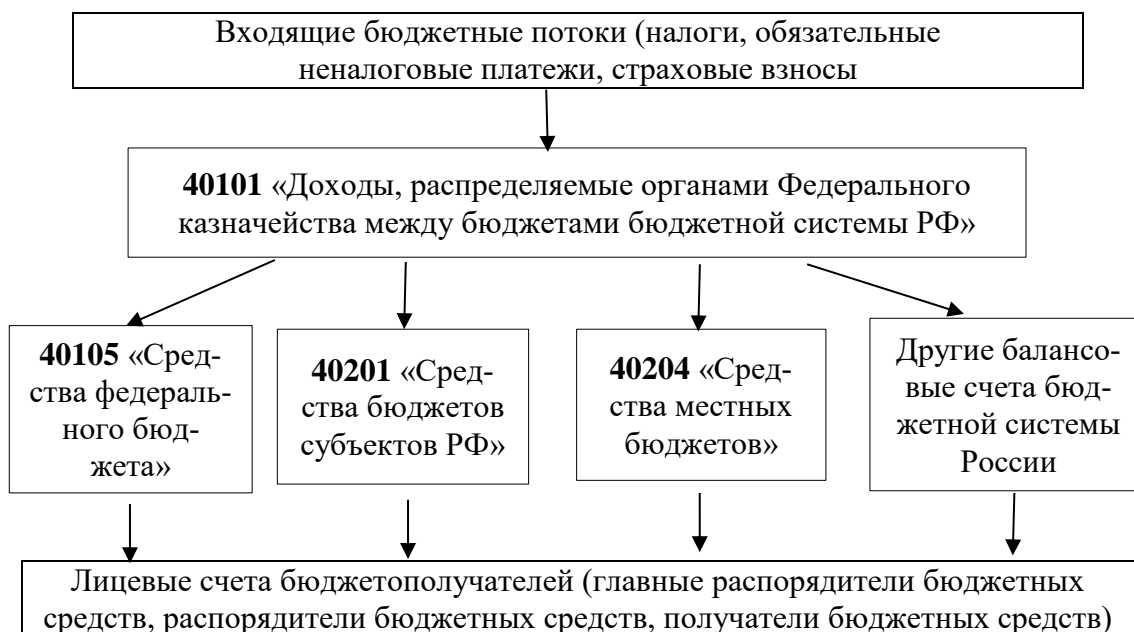 Входящие бюджетные потоки (налоги, обязательные
неналоговые платежи, страховые взносы
40101 «Доходы, распределяемые органами Федерального
казначейства между бюджетами бюджетной системы РФ»
40105 «Сред-
ства федераль-
ного бюд-
жета»
40201 «Сред-
ства бюджетов
субъектов РФ»
40204 «Сред-
ства местных
бюджетов»
Другие балансо-
вые счета бюд-
жетной системы
России
Лицевые счета бюджетополучателей (главные распорядители бюджетных
средств, распорядители бюджетных средств, получатели бюджетных средств)